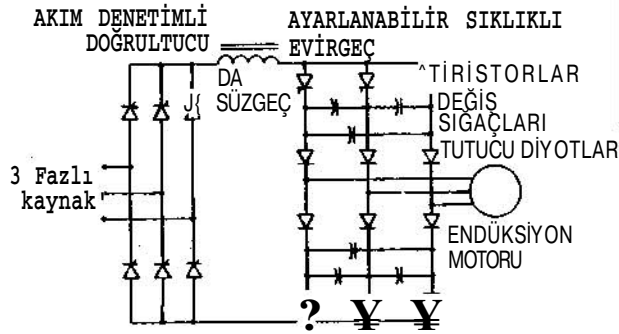 AKIM DENETİMLİ
DOĞRULTUCU
AYARLANABİLİR SIKLIKLI
EVİRGEÇ
DA
SÜZGEÇ
^TİRİSTORLAR
DEĞİŞ
SIĞAÇLARI
TUTUCU DİYOTLAR
J{
3 Fazlı
kaynak
ENDÜKSİYON
MOTORU
? Y Y